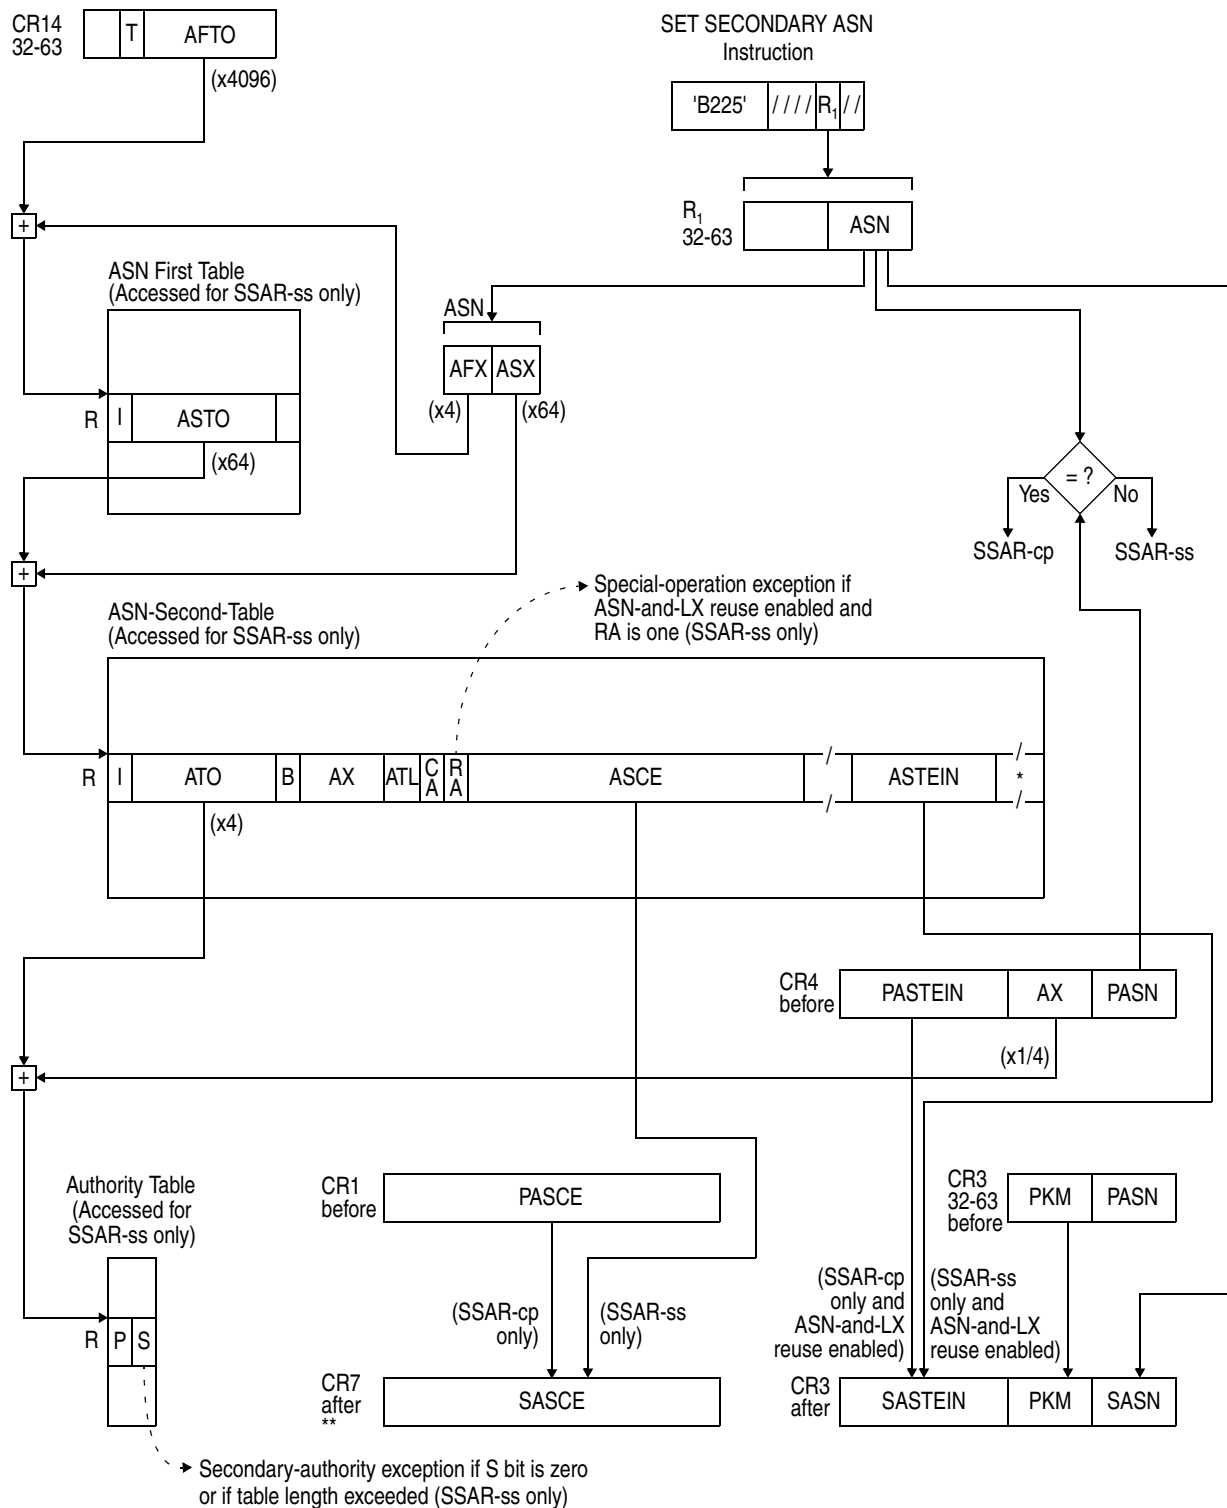 CR14
32-63
T
AFTO
(x4096)
SET SECONDARY ASN
Instruction
'B225'
////
R1
//
R1
32-63
ASN
+
ASN First Table
(Accessed for SSAR-ss only)
ASN
AFX
ASX
(x4)
(x64)
R
I
ASTO
(x64)
= ?
Yes
No
SSAR-cp
SSAR-ss
+
ASN-Second-Table
(Accessed for SSAR-ss only)
Special-operation exception if
ASN-and-LX reuse enabled and
RA is one (SSAR-ss only)
R
I
ATO
B
AX
ATL
CA
RA
ASCE
/
/
ASTEIN
/
*
/
(x4)
CR4
before
PASTEIN
AX
PASN
(x1/4)
+
Authority Table
(Accessed for
SSAR-ss only)
CR1
before
PASCE
CR3
32-63
before
PKM
PASN
(SSAR-cp
only)
(SSAR-ss
only)
(SSAR-cp
only and
ASN-and-LX
reuse enabled)
(SSAR-ss
only and
ASN-and-LX
reuse enabled)
R
P
S
CR7
after
**
SASCE
CR3
after
SASTEIN
PKM
SASN
Secondary-authority exception if S bit is zero
or if table length exceeded (SSAR-ss only)